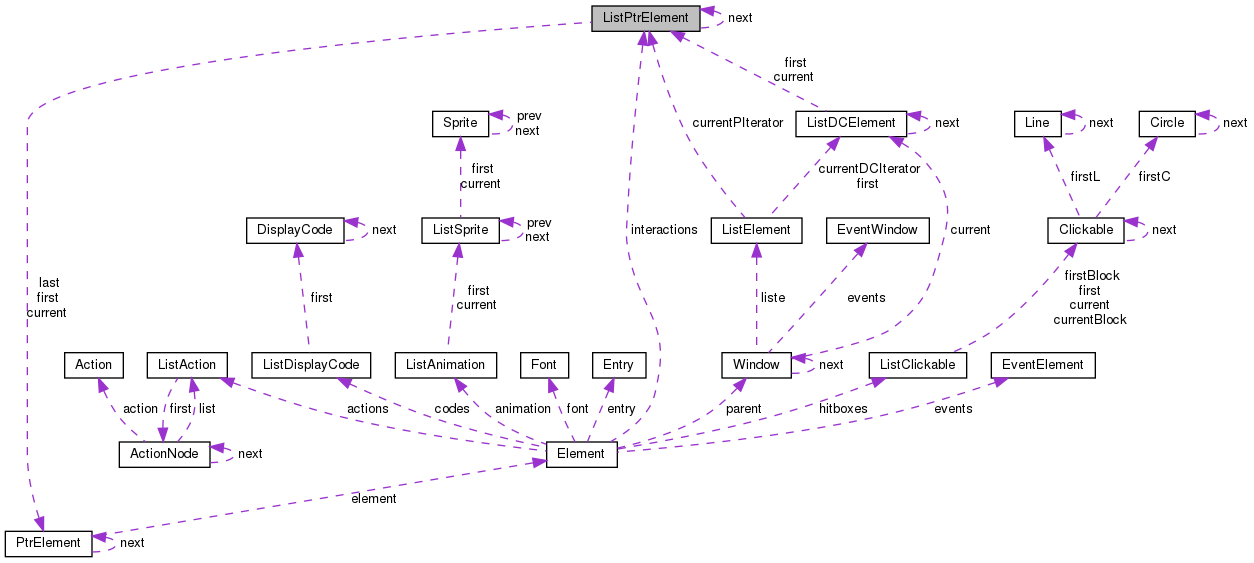 ListPtrElement
next
first
current
Sprite
prev
next
currentPIterator
ListDCElement
next
Line
next
Circle
next
first
current
currentDCIterator
first
firstL
firstC
DisplayCode
next
ListSprite
prev
next
interactions
ListElement
EventWindow
current
Clickable
next
last
first
current
first
first
current
liste
events
firstBlock
first
current
currentBlock
Action
ListAction
ListDisplayCode
ListAnimation
Font
Entry
Window
next
ListClickable
EventElement
action
first
list
actions
codes
animation
font
entry
parent
hitboxes
events
ActionNode
next
Element
element
PtrElement
next